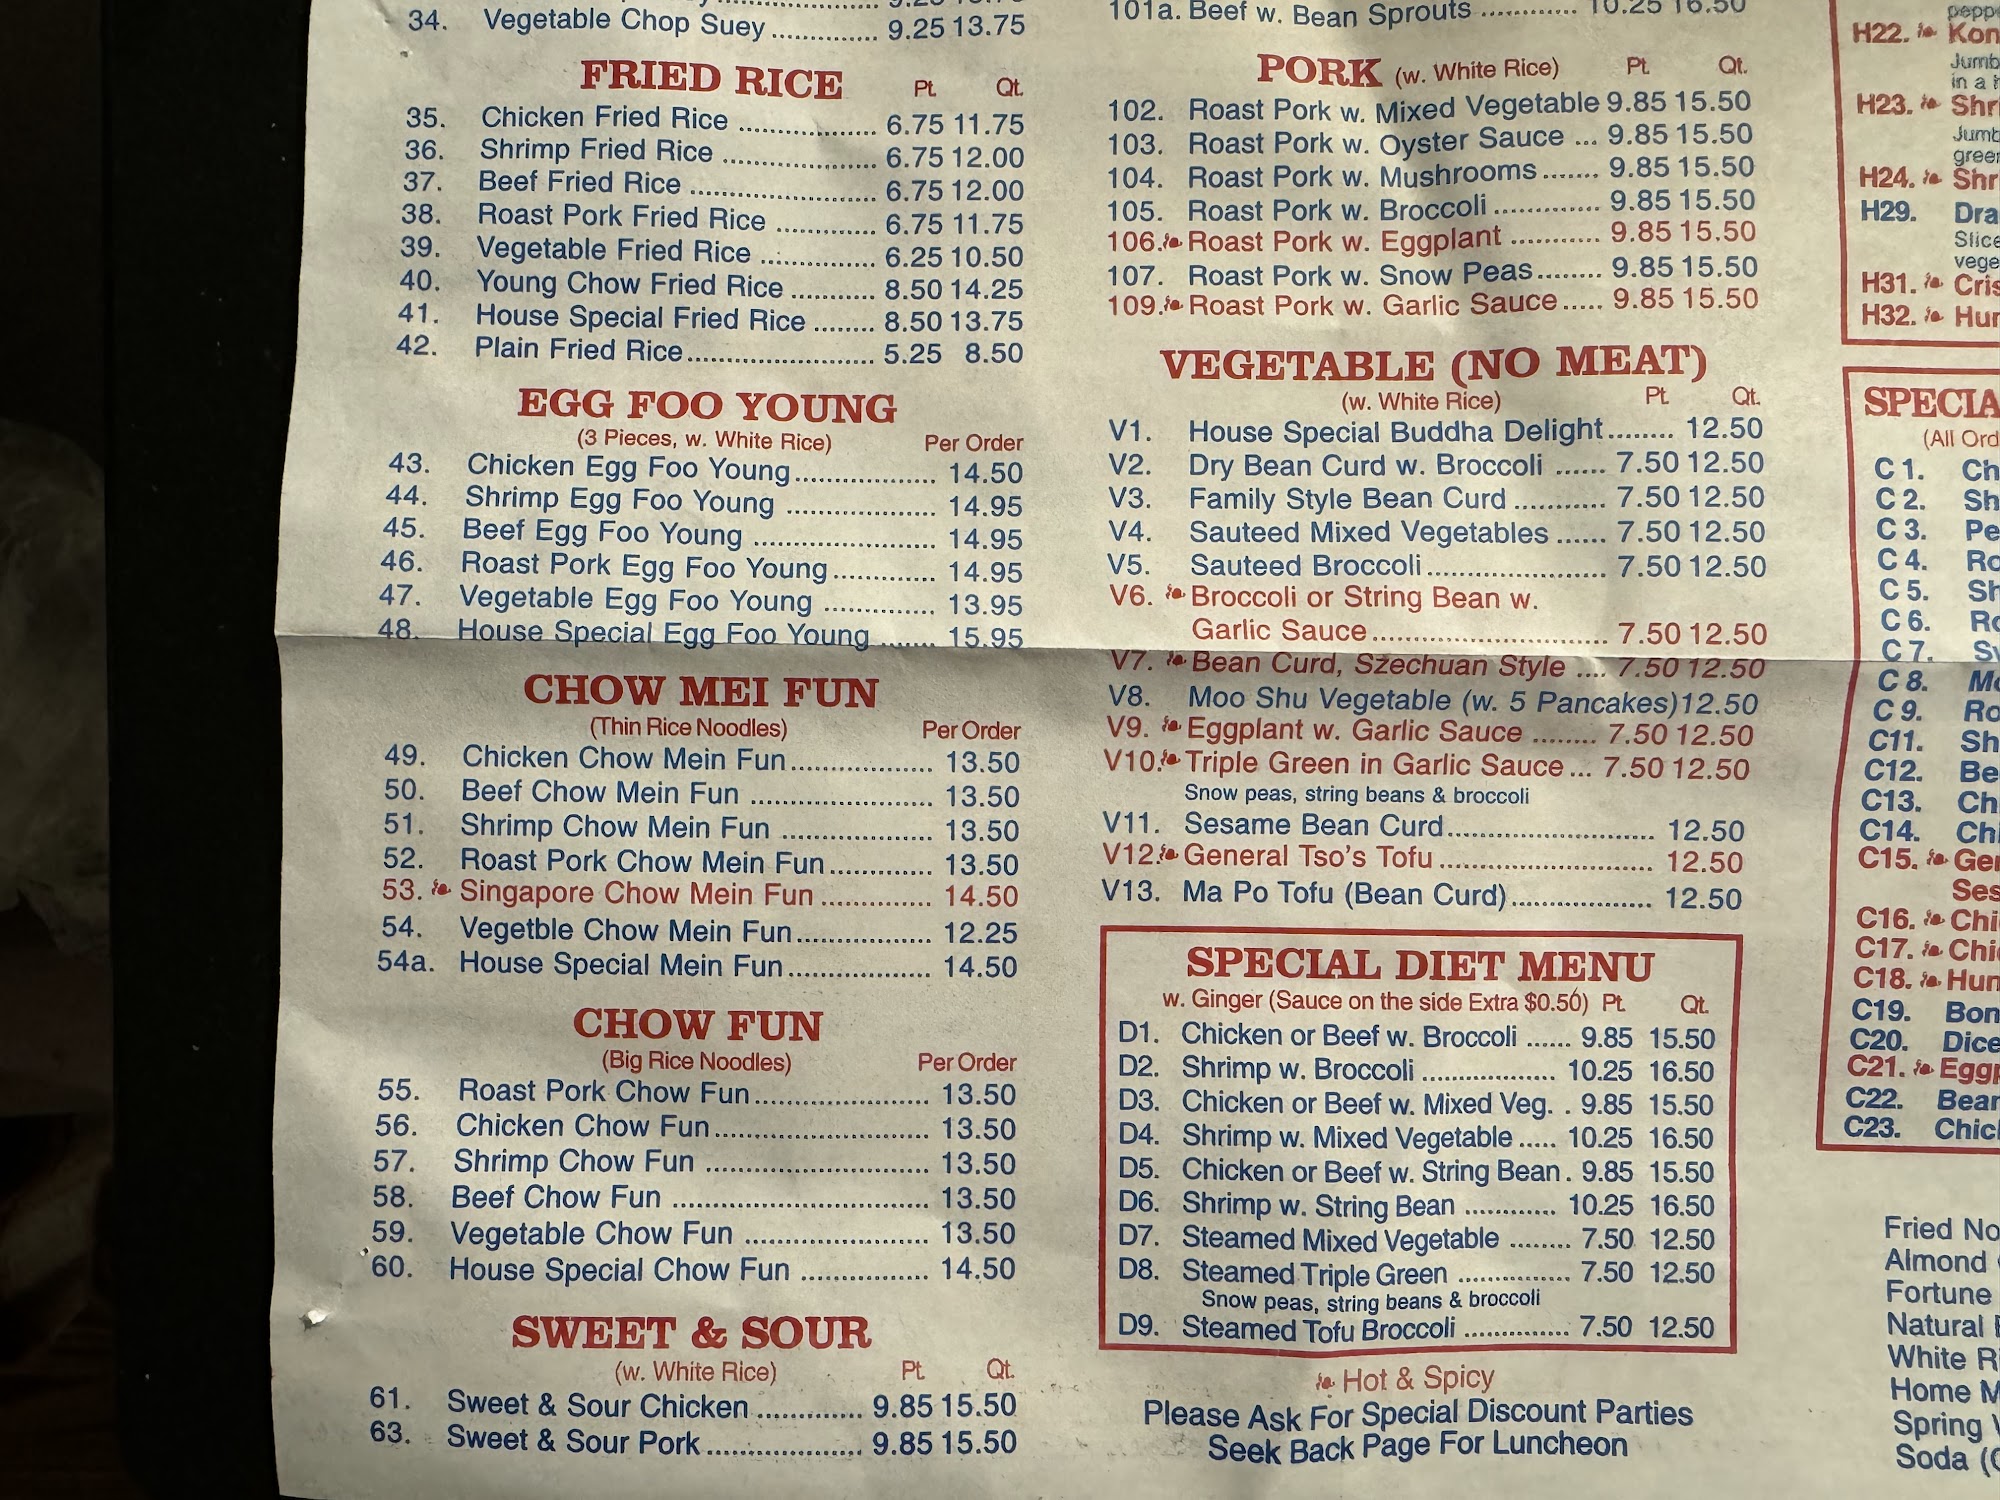 34. Vegetable Chop Suey .............. 9.25 13.75
FRIED RICE Pt. Qt.
35. Chicken Fried Rice .................. 6.75 11.75
36. Shrimp Fried Rice .................... 6.75 12.00
37. Beef Fried Rice ........................ 6.75 12.00
38. Roast Pork Fried Rice ............. 6.75 11.75
39. Vegetable Fried Rice ............... 6.25 10.50
40. Young Chow Fried Rice ........... 8.50 14.25
41. House Special Fried Rice ........ 8.50 13.75
42. Plain Fried Rice........................ 5.25 8.50
EGG FOO YOUNG
(3 Pieces, w. White Rice) Per Order
43. Chicken Egg Foo Young.................. 14.50
44. Shrimp Egg Foo Young ................... 14.95
45. Beef Egg Foo Young ....................... 14.95
46. Roast Pork Egg Foo Young............. 14.95
47. Vegetable Egg Foo Young .............. 13.95
48. House Special Egg Foo Young ....... 15.95
CHOW MEI FUN
(Thin Rice Noodles) Per Order
49. Chicken Chow Mein Fun.................. 13.50
50. Beef Chow Mein Fun ....................... 13.50
51. Shrimp Chow Mein Fun ................... 13.50
52. Roast Pork Chow Mein Fun............. 13.50
53. Singapore Chow Mein Fun .............. 14.50
54. Vegetble Chow Mein Fun................. 12.25
54a. House Special Mein Fun.................. 14.50
CHOW FUN
(Big Rice Noodles) Per Order
55. Roast Pork Chow Fun...................... 13.50
56. Chicken Chow Fun........................... 13.50
57. Shrimp Chow Fun ............................ 13.50
58. Beef Chow Fun ................................ 13.50
59. Vegetable Chow Fun ....................... 13.50
60. House Special Chow Fun ................ 14.50
SWEET & SOUR
(w. White Rice) Pt. Qt.
61. Sweet & Sour Chicken ............. 9.85 15.50
63. Sweet & Sour Pork.................... 9.85 15.50
101a. Beef w. Bean Sprouts ............ 10.25 16.50
PORK (w. White Rice) Pt. Qt.
102. Roast Pork w. Mixed Vegetable 9.85 15.50
103. Roast Pork w. Oyster Sauce ... 9.85 15.50
104. Roast Pork w. Mushrooms ....... 9.85 15.50
105. Roast Pork w. Broccoli ............. 9.85 15.50
106. Roast Pork w. Eggplant ........... 9.85 15.50
107. Roast Pork w. Snow Peas........ 9.85 15.50
109. Roast Pork w. Garlic Sauce ..... 9.85 15.50
VEGETABLE (NO MEAT)
(w. White Rice) Pt. Qt.
V1. House Special Buddha Delight........ 12.50
V2. Dry Bean Curd w. Broccoli ...... 7.50 12.50
V3. Family Style Bean Curd ........... 7.50 12.50
V4. Sauteed Mixed Vegetables ...... 7.50 12.50
V5. Sauteed Broccoli...................... 7.50 12.50
V6. Broccoli or String Bean w.
Garlic Sauce............................. 7.50 12.50
V7. Bean Curd, Szechuan Style .... 7.50 12.50
V8. Moo Shu Vegetable (w. 5 Pancakes) 12.50
V9. Eggplant w. Garlic Sauce ........ 7.50 12.50
V10. Triple Green in Garlic Sauce ... 7.50 12.50
Snow peas, string beans & broccoli
V11. Sesame Bean Curd.......................... 12.50
V12. General Tso's Tofu........................... 12.50
V13. Ma Po Tofu (Bean Curd).................. 12.50
SPECIAL DIET MENU
w. Ginger (Sauce on the side Extra $0.50) Pt. Qt.
D1. Chicken or Beef w. Broccoli ...... 9.85 15.50
D2. Shrimp w. Broccoli .................. 10.25 16.50
D3. Chicken or Beef w. Mixed Veg. . 9.85 15.50
D4. Shrimp w. Mixed Vegetable ..... 10.25 16.50
D5. Chicken or Beef w. String Bean. 9.85 15.50
D6. Shrimp w. String Bean ............ 10.25 16.50
D7. Steamed Mixed Vegetable ........ 7.50 12.50
D8. Steamed Triple Green ............... 7.50 12.50
Snow peas, string beans & broccoli
D9. Steamed Tofu Broccoli .............. 7.50 12.50
Hot & Spicy
Please Ask For Special Discount Parties
Seek Back Page For Luncheon
H22.
in a
H23.
H24.
H29.
H31.
H32.
(All
C 1.
C 2.
C 3.
C 4.
C 5.
C 6.
C 7.
C 8.
C 9.
C11.
C12.
C13.
C14.
C15.
C16.
C17.
C18.
C19.
C20.
C21.
C22.
C23.
Fried
Almond
Fortune
Natural
White
Home
Spring
Soda